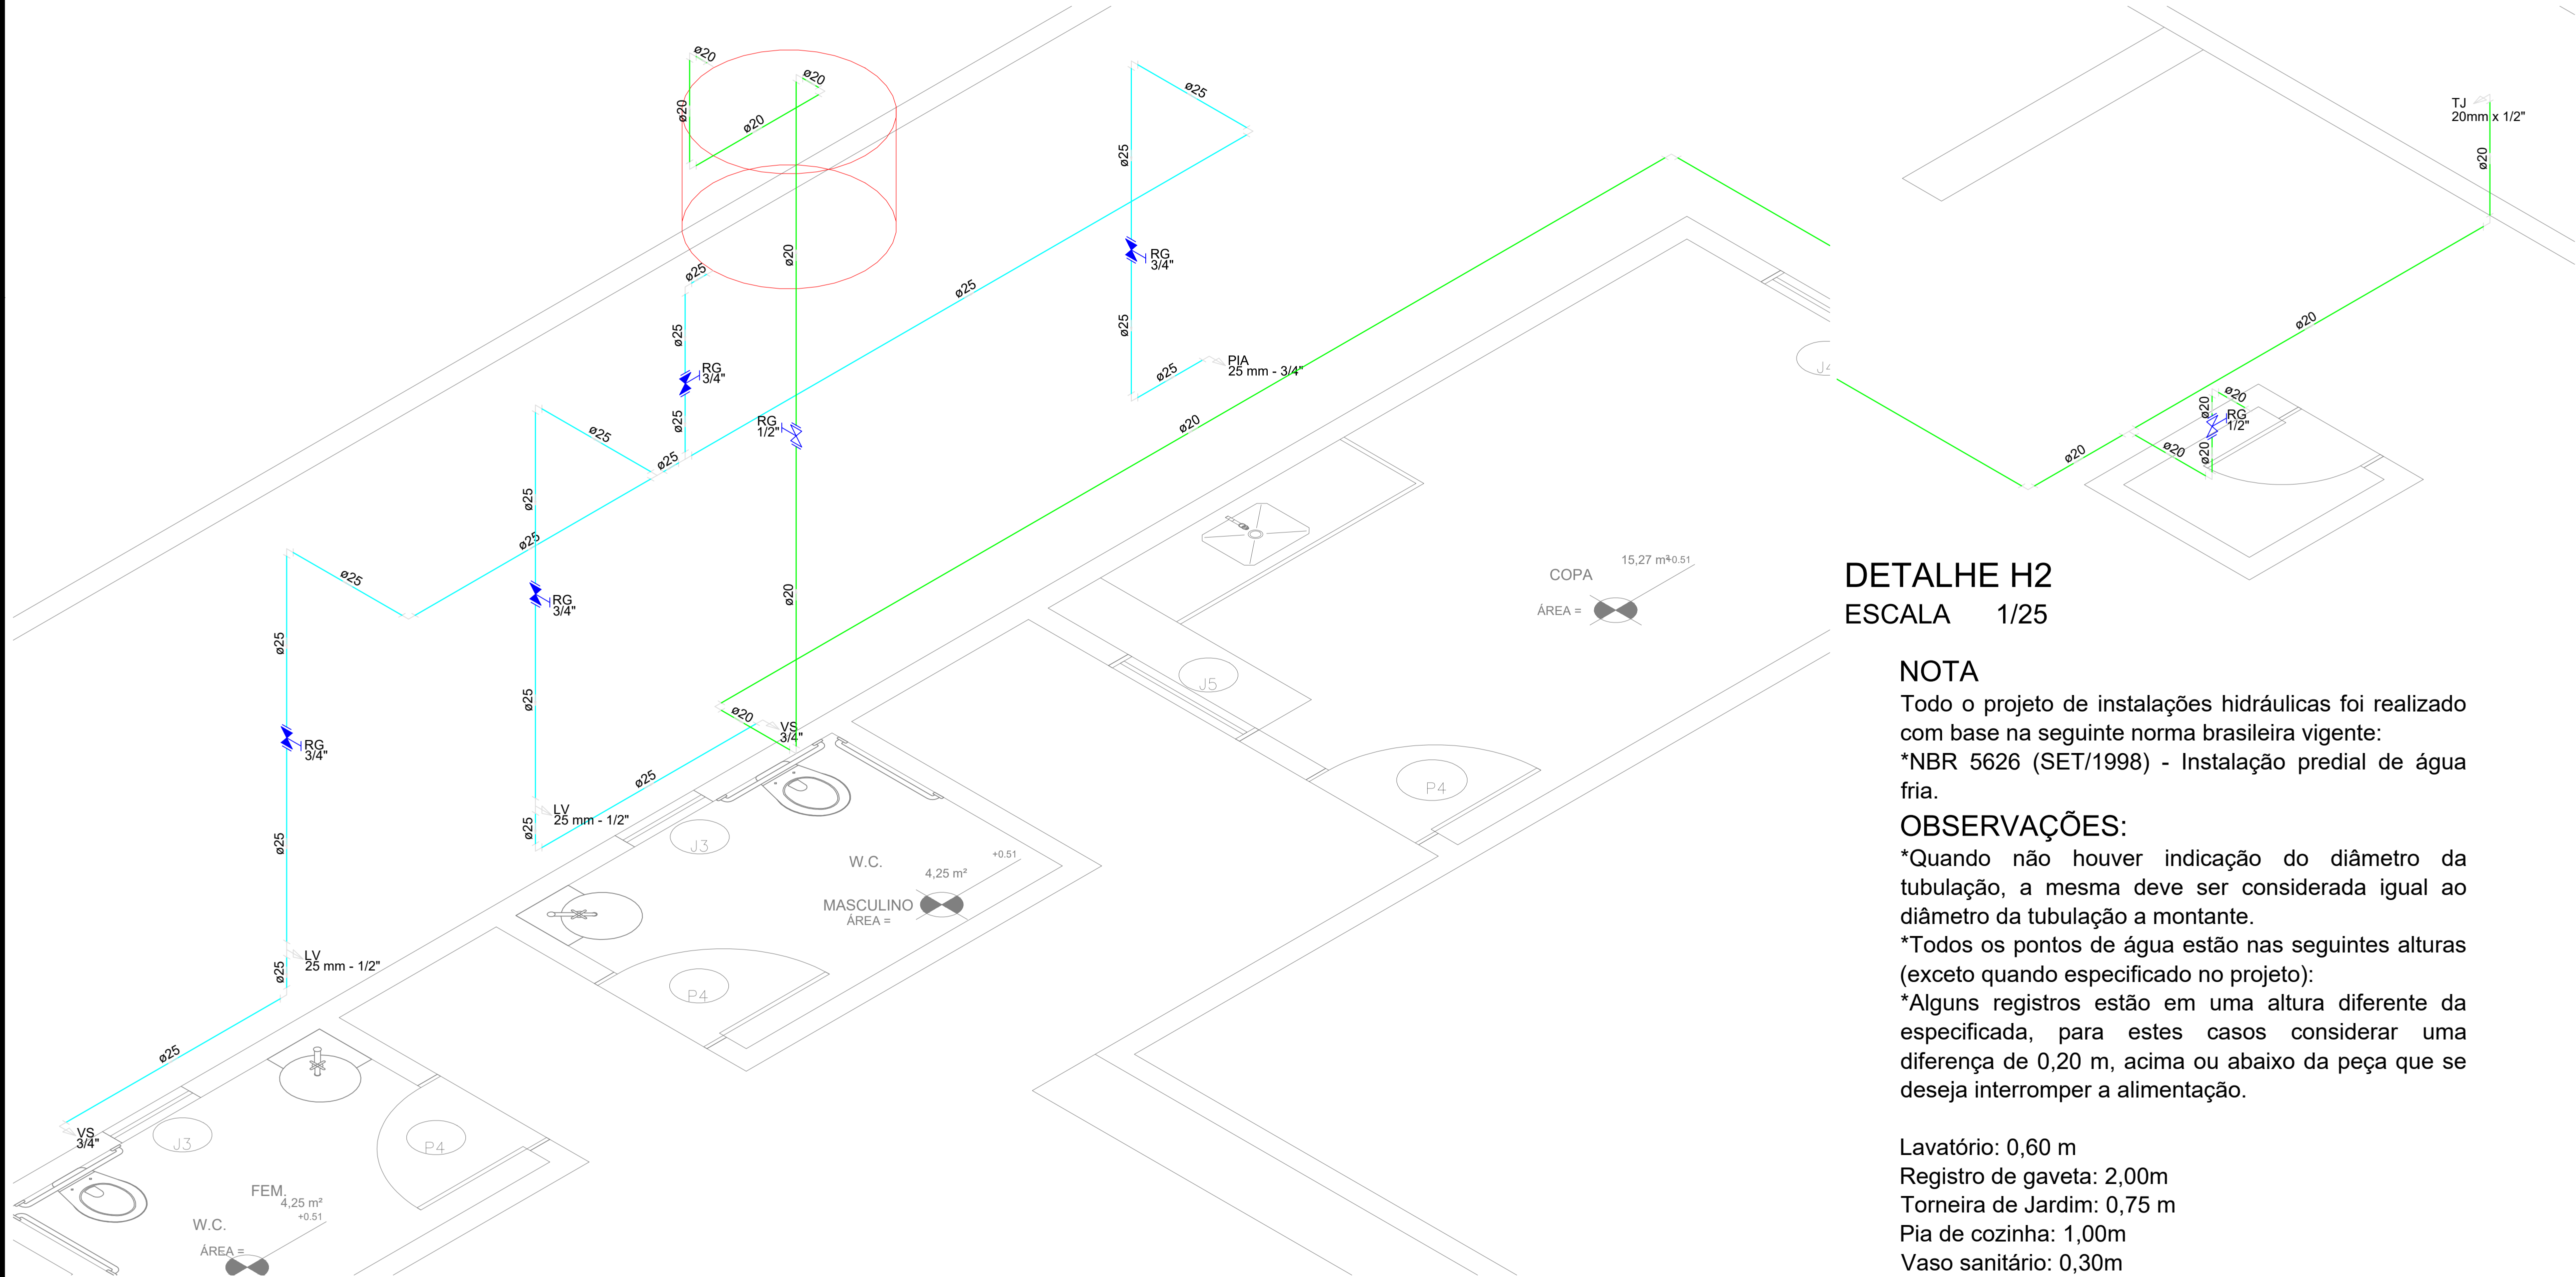 ø20
ø20
ø20
ø20
ø25
ø25
RG
3/4"
ø25
PIA
25 mm - 3/4"
ø25
ø25
ø20
ø25
ø25
RG
3/4"
ø25
RG
1/2"
ø25
ø20
ø20
ø25
ø25
ø25
ø25
RG
3/4"
ø25
ø25
RG
3/4"
ø25
ø25
LV
25 mm - 1/2"
ø25
ø20
VS
3/4"
ø25
LV
25 mm - 1/2"
ø25
ø25
VS
3/4"
J3
P4
FEM.
4,25 m²
+0.51
W.C.
ÁREA =
J3
W.C.
+0.51
4,25 m²
MASCULINO
ÁREA =
P4
J5
COPA
15,27 m²
+0.51
ÁREA =
P4
J4
TJ
20mm x 1/2"
ø20
ø20
ø20
ø20
RG
1/2"
ø20
ø20
ø20
DETALHE H2
ESCALA 1/25
NOTA
Todo o projeto de instalações hidráulicas foi realizado
com base na seguinte norma brasileira vigente:
*NBR 5626 (SET/1998) - Instalação predial de água
fria.
OBSERVAÇÕES:
*Quando não houver indicação do diâmetro da
tubulação, a mesma deve ser considerada igual ao
diâmetro da tubulação a montante.
*Todos os pontos de água estão nas seguintes alturas
(exceto quando especificado no projeto):
*Alguns registros estão em uma altura diferente da
especificada, para estes casos considerar uma
diferença de 0,20 m, acima ou abaixo da peça que se
deseja interromper a alimentação.
Lavatório: 0,60 m
Registro de gaveta: 2,00m
Torneira de Jardim: 0,75 m
Pia de cozinha: 1,00m
Vaso sanitário: 0,30m